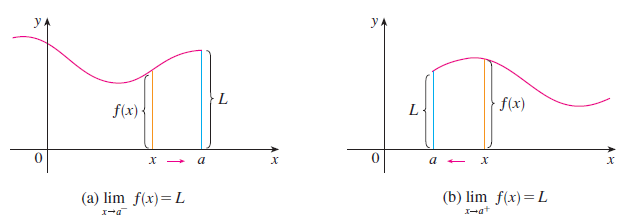 y
f(x)
L
0
x
a
x
(a) lim f(x)=L
x→a⁻
y
L
f(x)
0
a
x
x
(b) lim f(x)=L
x→a⁺